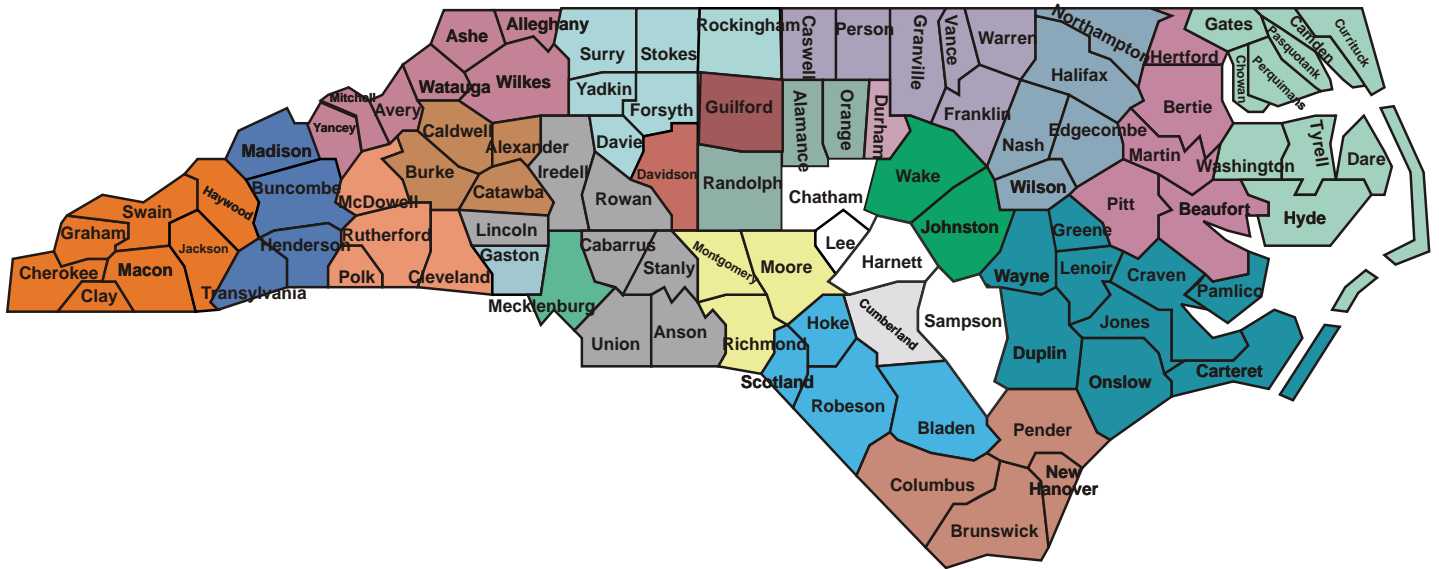 Alleghany
Ashe
Surry
Stokes
Rockingham
Caswell
Person
Granville
Vance
Warren
Northampton
Hertford
Gates
Camden
Currituck
Pasquotank
Perquimans
Chowan
Watauga
Wilkes
Yadkin
Forsyth
Guilford
Alamance
Orange
Durham
Franklin
Halifax
Bertie
Mitchell
Avery
Yancey
Caldwell
Alexander
Iredell
Davie
Davidson
Randolph
Chatham
Wake
Nash
Edgecombe
Martin
Washington
Tyrrell
Dare
Madison
Buncombe
McDowell
Burke
Catawba
Rowan
Wilson
Pitt
Beaufort
Hyde
Haywood
Swain
Graham
Jackson
Henderson
Rutherford
Lincoln
Cabarrus
Stanly
Montgomery
Moore
Lee
Harnett
Johnston
Greene
Lenoir
Craven
Pamlico
Wayne
Cherokee
Macon
Clay
Transylvania
Polk
Cleveland
Gaston
Mecklenburg
Union
Anson
Richmond
Hoke
Cumberland
Sampson
Jones
Duplin
Onslow
Carteret
Scotland
Robeson
Bladen
Pender
New
Hanover
Columbus
Brunswick